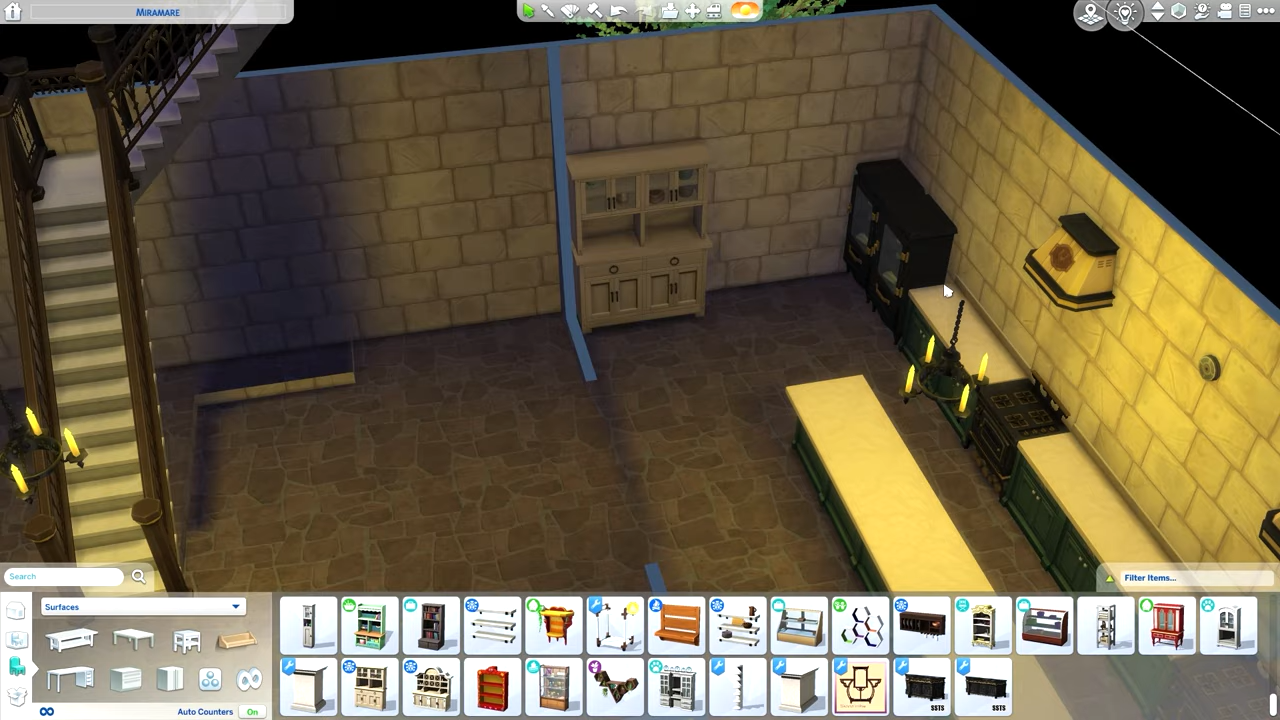 Miramare
Search
Filter Items...
Surfaces
SSTS
SSTS
Auto Counters
On